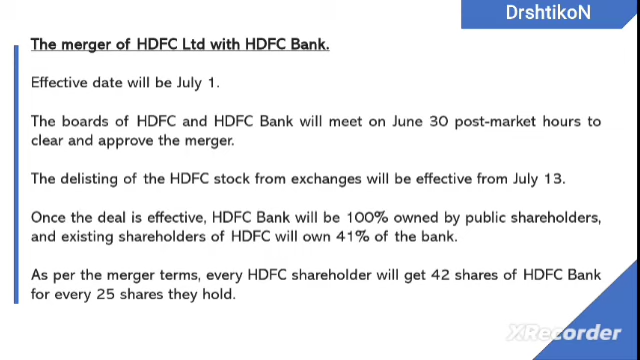 DrshtikoN
The merger of HDFC Ltd with HDFC Bank.
Effective date will be July 1.
The boards of HDFC and HDFC Bank will meet on June 30 post-market hours to
clear and approve the merger.
The delisting of the HDFC stock from exchanges will be effective from July 13.
Once the deal is effective, HDFC Bank will be 100% owned by public shareholders,
and existing shareholders of HDFC will own 41% of the bank.
As per the merger terms, every HDFC shareholder will get 42 shares of HDFC Bank
for every 25 shares they hold.
XRecorder